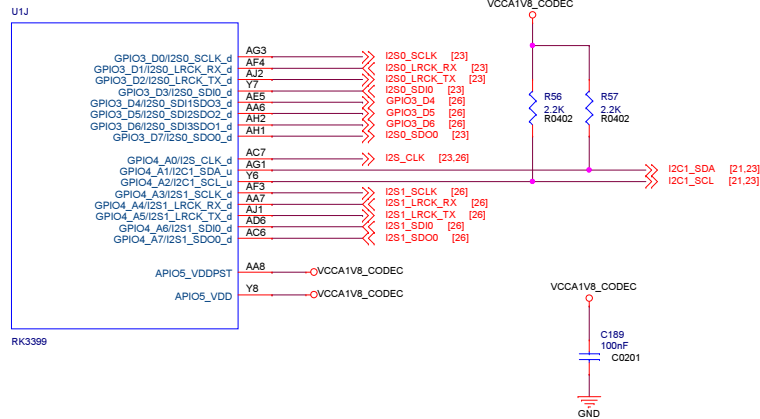 U1J
VCCA1V8_CODEC
GPIO3_D0/I2S0_SCLK_d AG3 I2S0_SCLK [23]
GPIO3_D1/I2S0_LRCK_RX_d AF4 I2S0_LRCK_RX [23]
GPIO3_D2/I2S0_LRCK_TX_d AJ2 I2S0_LRCK_TX [23]
GPIO3_D3/I2S0_SDI0_d Y7 I2S0_SDI0 [23]
GPIO3_D4/I2S0_SDI1SDO3_d AE5 GPIO3_D4 [26]
GPIO3_D5/I2S0_SDI2SDO2_d AA6 GPIO3_D5 [26]
GPIO3_D6/I2S0_SDI3SDO1_d AH2 GPIO3_D6 [26]
GPIO3_D7/I2S0_SDO0_d AH1 I2S0_SDO0 [23]
R56
2.2K
R0402
R57
2.2K
R0402
GPIO4_A0/I2S_CLK_d AC7 I2S_CLK [23,26]
GPIO4_A1/I2C1_SDA_u AG1 I2C1_SDA [21,23]
GPIO4_A2/I2C1_SCL_u Y6 I2C1_SCL [21,23]
GPIO4_A3/I2S1_SCLK_d AF3 I2S1_SCLK [26]
GPIO4_A4/I2S1_LRCK_RX_d AA7 I2S1_LRCK_RX [26]
GPIO4_A5/I2S1_LRCK_TX_d AJ1 I2S1_LRCK_TX [26]
GPIO4_A6/I2S1_SDI0_d AD6 I2S1_SDI0 [26]
GPIO4_A7/I2S1_SDO0_d AC6 I2S1_SDO0 [26]
APIO5_VDDPST AA8 VCCA1V8_CODEC
APIO5_VDD Y8 VCCA1V8_CODEC
RK3399
VCCA1V8_CODEC
C189
100nF
C0201
GND